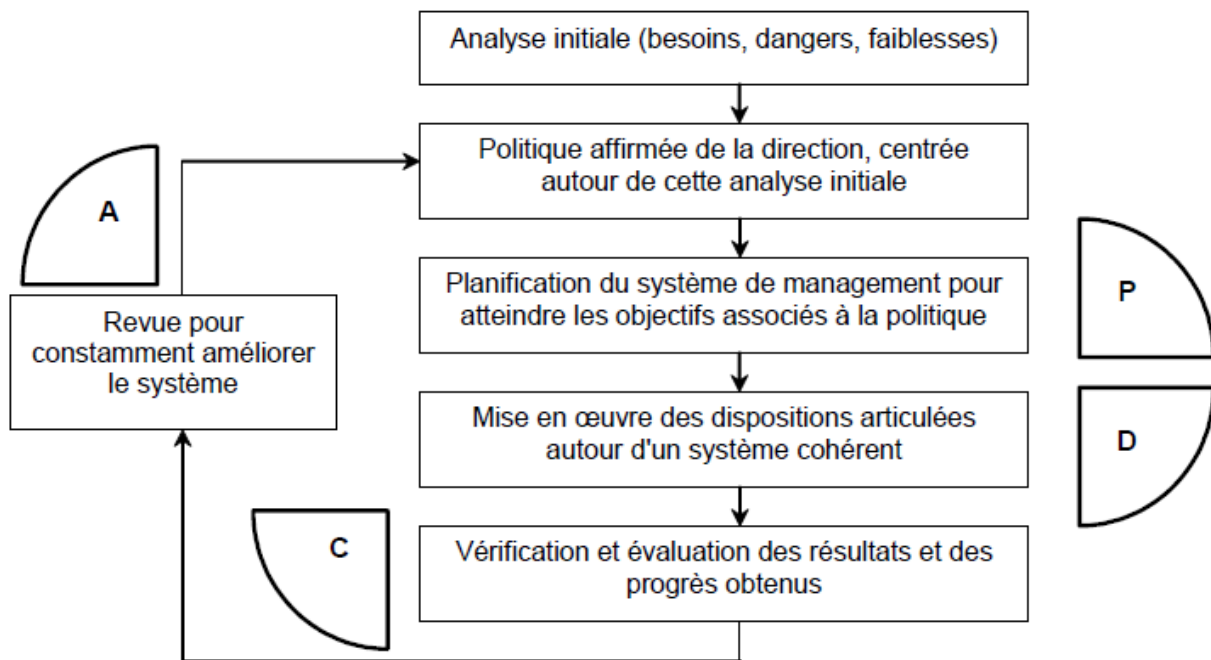 Analyse initiale (besoins, dangers, faiblesses)
Politique affirmée de la direction, centrée
autour de cette analyse initiale
A
Planification du système de management pour
atteindre les objectifs associés à la politique
P
Revue pour
constamment améliorer
le système
Mise en œuvre des dispositions articulées
autour d'un système cohérent
D
C
Vérification et évaluation des résultats et des
progrès obtenus